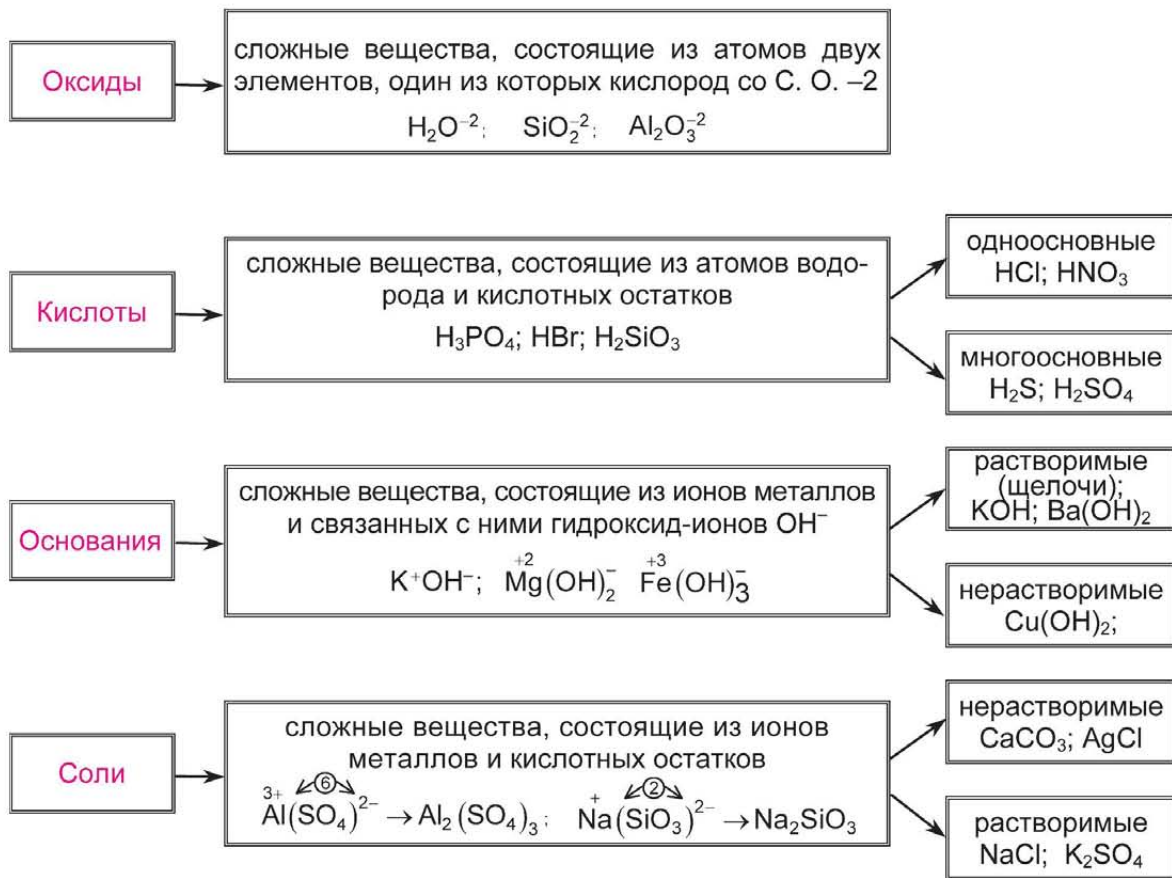 Оксиды
сложные вещества, состоящие из атомов двух
элементов, один из которых кислород со С. О. –2
H₂O⁻²; SiO₂⁻²; Al₂O₃⁻²
Кислоты
сложные вещества, состоящие из атомов водо-
рода и кислотных остатков
H₃PO₄; HBr; H₂SiO₃
одноосновные
HCl; HNO₃
многоосновные
H₂S; H₂SO₄
Основания
сложные вещества, состоящие из ионов металлов
и связанных с ними гидроксид-ионов OH⁻
+2 +3
K⁺OH⁻; Mg(OH)₂⁻ Fe(OH)₃⁻
растворимые
(щелочи);
KOH; Ba(OH)₂
нерастворимые
Cu(OH)₂;
Соли
сложные вещества, состоящие из ионов
металлов и кислотных остатков
3+ 6 + 2
Al(SO₄)²⁻ → Al₂(SO₄)₃; Na(SiO₃)²⁻ → Na₂SiO₃
нерастворимые
CaCO₃; AgCl
растворимые
NaCl; K₂SO₄